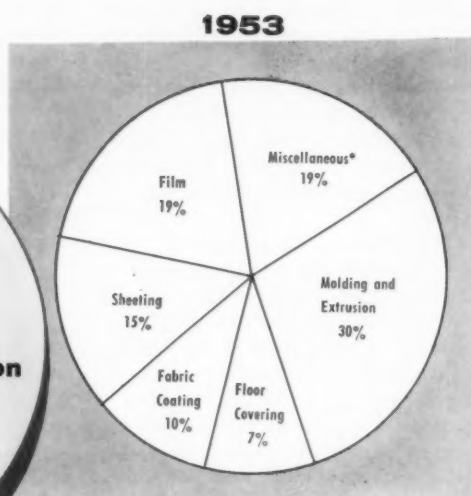 1953
Miscellaneous*
19%
Film
19%
Molding and
Extrusion
30%
Sheeting
15%
Fabric
Coating
10%
Floor
Covering
7%
on